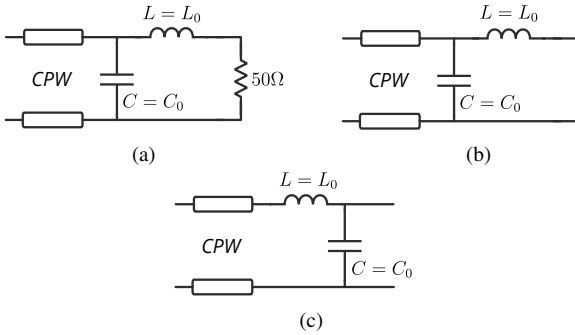 L = L₀
CPW
C = C₀
50Ω
(a)
L = L₀
CPW
C = C₀
(b)
L = L₀
CPW
C = C₀
(c)